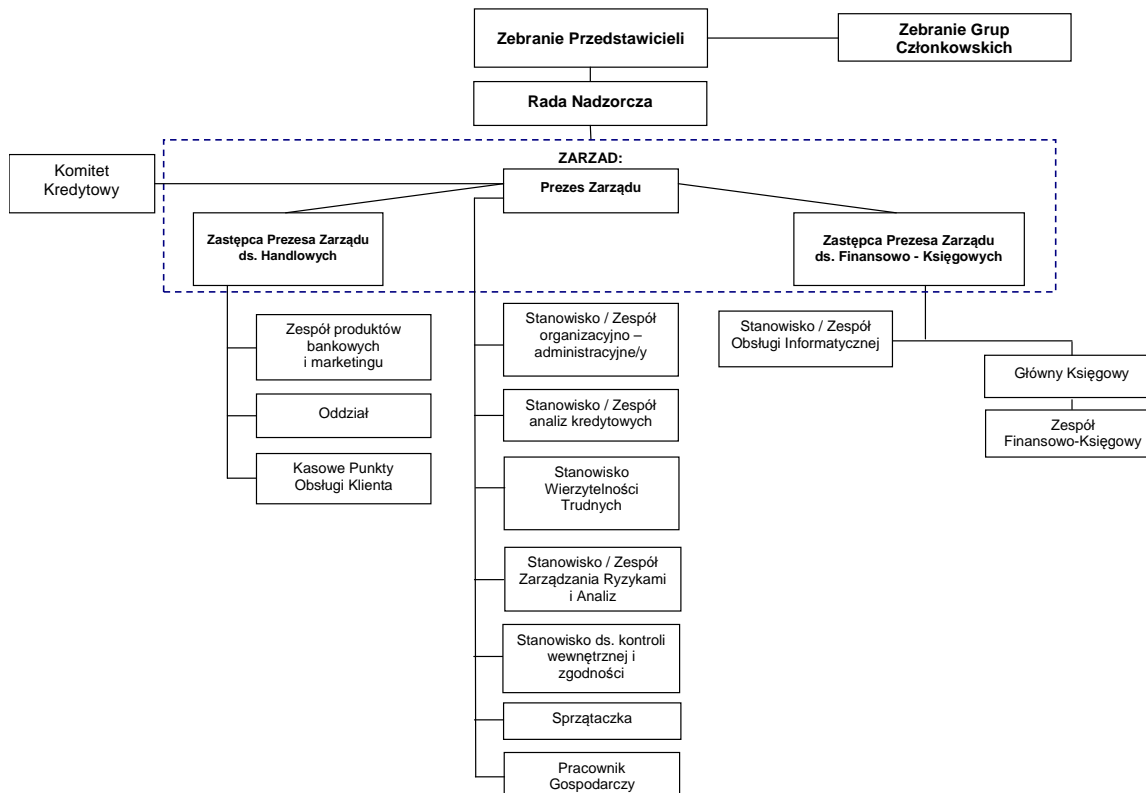 Zebranie Przedstawicieli
Zebranie Grup
Członkowskich
Rada Nadzorcza
ZARZAD:
Prezes Zarządu
Komitet
Kredytowy
Zastępca Prezesa Zarządu
ds. Handlowych
Zastępca Prezesa Zarządu
ds. Finansowo - Księgowych
Zespół produktów
bankowych
i marketingu
Oddział
Kasowe Punkty
Obsługi Klienta
Stanowisko / Zespół
organizacyjno –
administracyjne/y
Stanowisko / Zespół
analiz kredytowych
Stanowisko
Wierzytelności
Trudnych
Stanowisko / Zespół
Zarządzania Ryzykami
i Analiz
Stanowisko ds. kontroli
wewnętrznej i
zgodności
Sprzątaczka
Pracownik
Gospodarczy
Stanowisko / Zespół
Obsługi Informatycznej
Główny Księgowy
Zespół
Finansowo-Księgowy